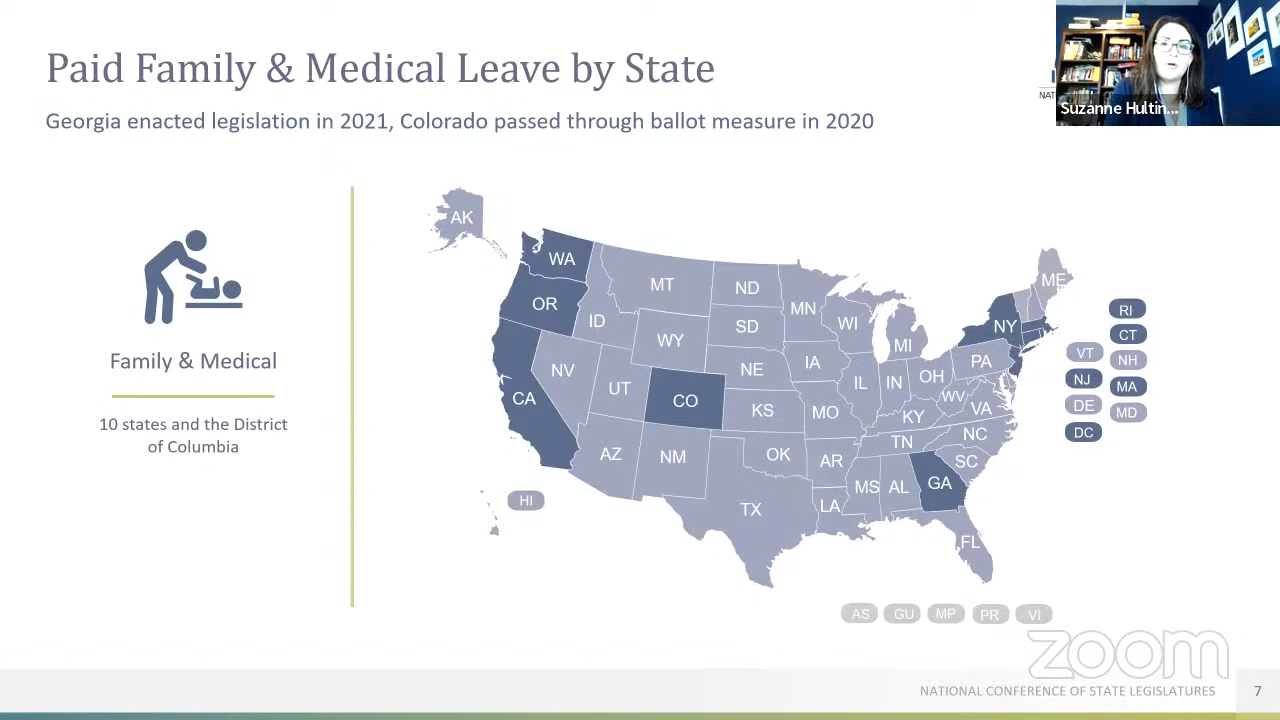 Paid Family & Medical Leave by State
Georgia enacted legislation in 2021, Colorado passed through ballot measure in 2020
NAT
Suzanne Hultin...
Family & Medical
10 states and the District
of Columbia
AK
WA
OR
CA
ID
NV
MT
WY
UT
CO
AZ
NM
ND
SD
NE
KS
OK
TX
MN
IA
MO
AR
LA
WI
IL
MI
IN
OH
KY
TN
MS
AL
GA
FL
SC
NC
VA
WV
PA
NY
ME
RI
CT
VT
NH
NJ
MA
DE
MD
DC
HI
AS
GU
MP
PR
VI
zoom
NATIONAL CONFERENCE OF STATE LEGISLATURES
7